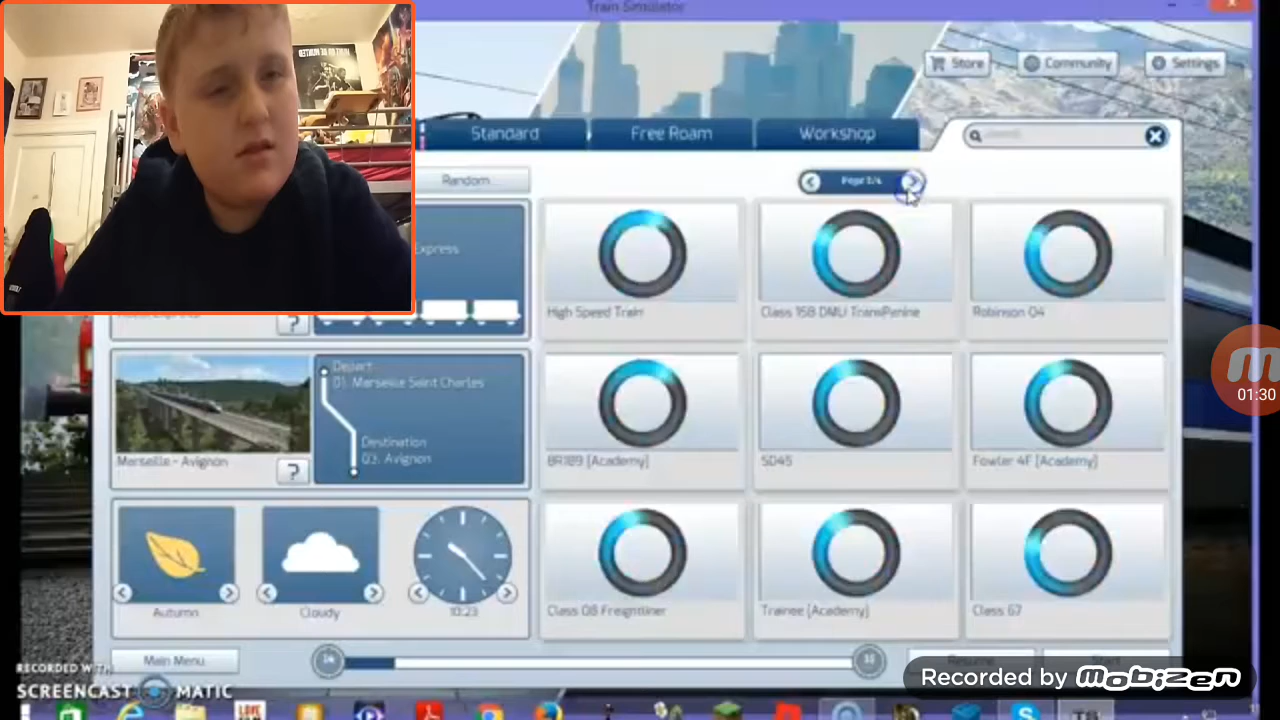 Train Simulator
Store
Community
Settings
Standard
Free Roam
Workshop
Random
Express
High Speed Train
Class 158 DMU TransPennine
Robinson O4
?
Depart
01. Marseille Saint Charles
Destination
03. Avignon
Marseille - Avignon
?
BR189 [Academy]
SD45
Fowler 4F [Academy]
Autumn
Cloudy
10:23
Class 08 Freightliner
Trainee [Academy]
Class 67
Main Menu
01:30
RECORDED WITH
SCREENCAST MATIC
Recorded by mobizen